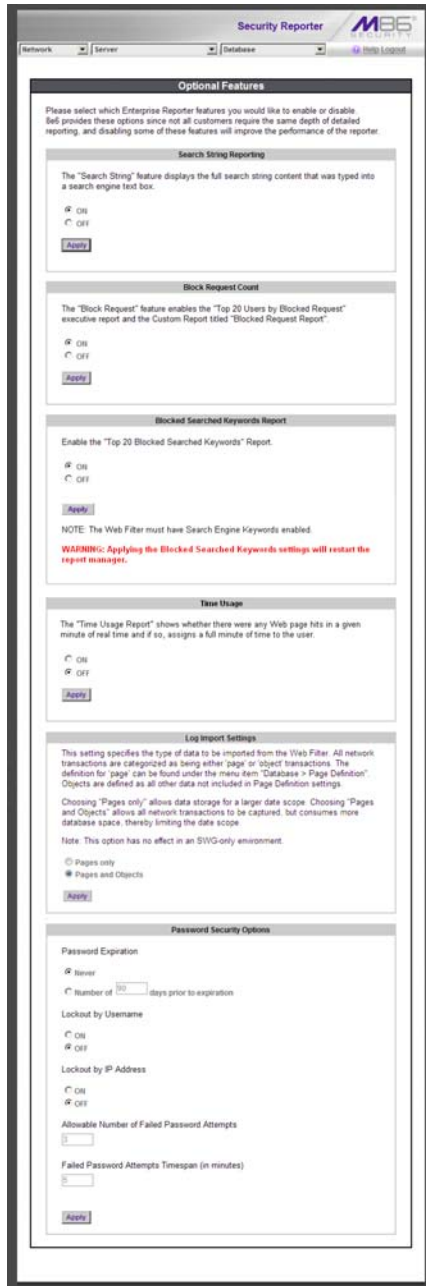 Security Reporter
M86
SECURITY
Network Server Database Help Logout
Optional Features
Please select which Enterprise Reporter features you would like to enable or disable.
8e6 provides these options since not all customers require the same depth of detailed
reporting, and disabling some of these features will improve the performance of the reporter.
Search String Reporting
The "Search String" feature displays the full search string content that was typed into
a search engine text box.
ON
OFF
Apply
Block Request Count
The "Block Request" feature enables the "Top 20 Users by Blocked Request"
executive report and the Custom Report titled "Blocked Request Report".
ON
OFF
Apply
Blocked Searched Keywords Report
Enable the "Top 20 Blocked Searched Keywords" Report.
ON
OFF
Apply
NOTE: The Web Filter must have Search Engine Keywords enabled.
WARNING: Applying the Blocked Searched Keywords settings will restart the
report manager.
Time Usage
The "Time Usage Report" shows whether there were any Web page hits in a given
minute of real time and if so, assigns a full minute of time to the user.
ON
OFF
Apply
Log Import Settings
This setting specifies the type of data to be imported from the Web Filter. All network
transactions are categorized as being either 'page' or 'object' transactions. The
definition for 'page' can be found under the menu item "Database > Page Definition".
Objects are defined as all other data not included in Page Definition settings.
Choosing "Pages only" allows data storage for a larger date scope. Choosing "Pages
and Objects" allows all network transactions to be captured, but consumes more
database space, thereby limiting the date scope.
Note: This option has no effect in an SWG-only environment.
Pages only
Pages and Objects
Apply
Password Security Options
Password Expiration
Never
Number of 90 days prior to expiration
Lockout by Username
ON
OFF
Lockout by IP Address
ON
OFF
Allowable Number of Failed Password Attempts
3
Failed Password Attempts Timespan (in minutes)
5
Apply